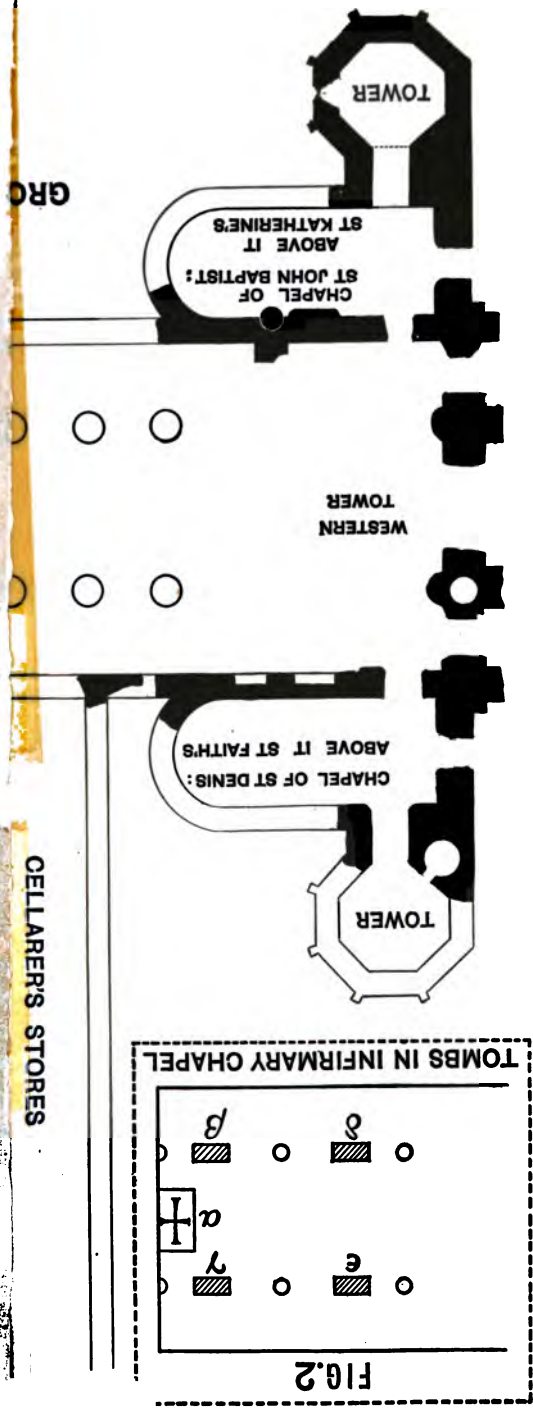 FIG.2
ε γ
α
δ β
TOMBS IN INFIRMARY CHAPEL
CELLARER'S STORES
TOWER
CHAPEL OF ST DENIS:
ABOVE IT ST FAITH'S
WESTERN
TOWER
CHAPEL OF
ST JOHN BAPTIST:
ABOVE IT
ST KATHERINE'S
GRO
TOWER